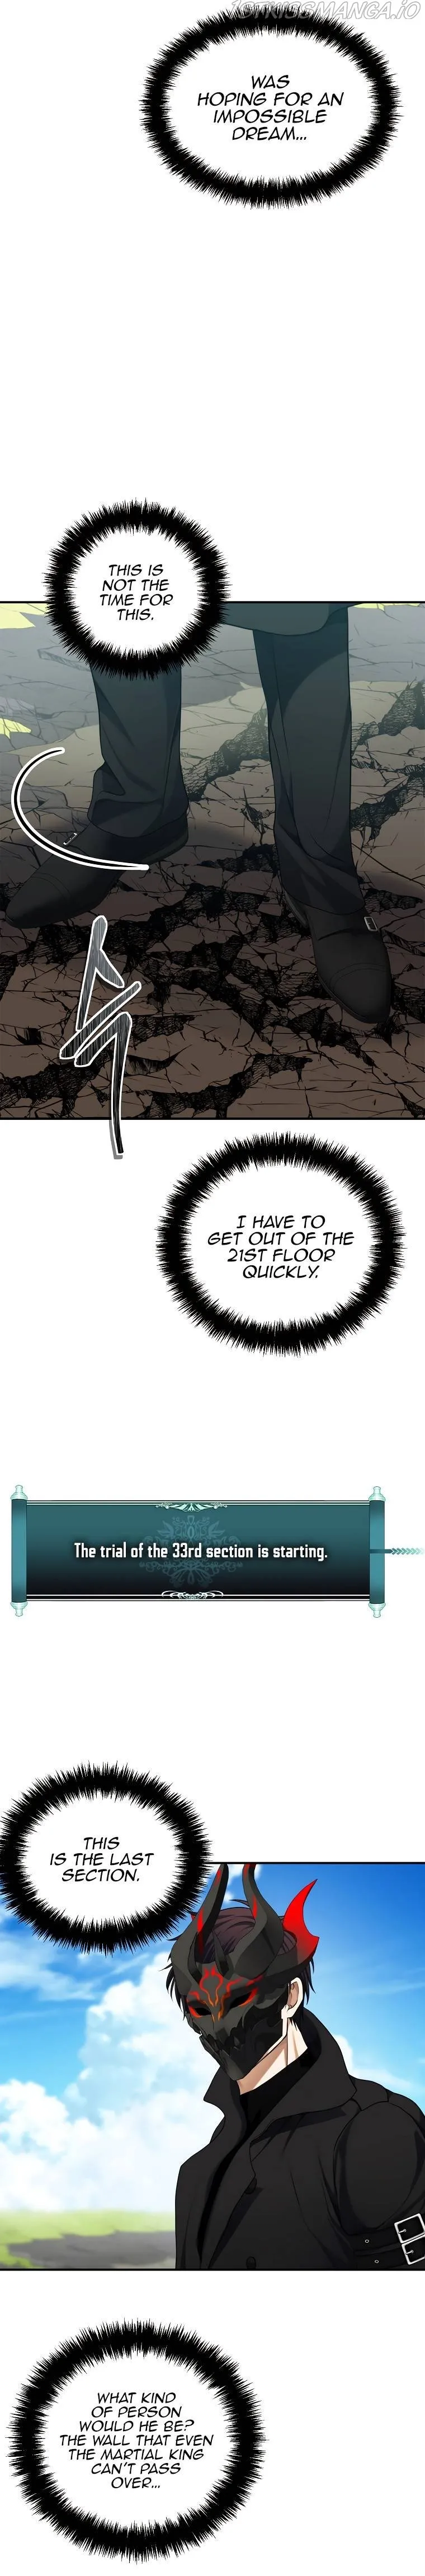 1STKISSMANGA.IO
WAS
HOPING FOR AN
IMPOSSIBLE
DREAM...
THIS IS
NOT THE
TIME FOR
THIS.
I HAVE TO
GET OUT OF THE
21ST FLOOR
QUICKLY.
The trial of the 33rd section is starting.
THIS
IS THE LAST
SECTION.
WHAT KIND
OF PERSON
WOULD HE BE?
THE WALL THAT EVEN
THE MARTIAL KING
CAN'T PASS
OVER...